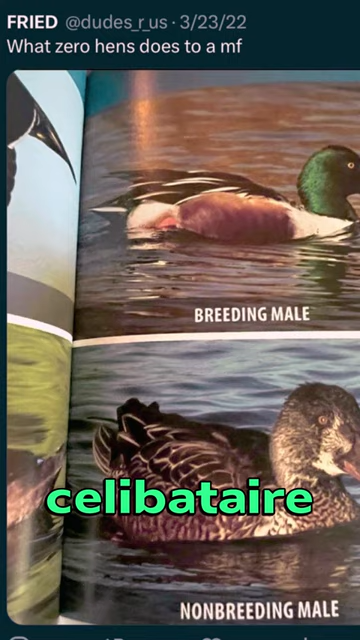 FRIED @dudes_r_us · 3/23/22
What zero hens does to a mf
BREEDING MALE
celibataire
NONBREEDING MALE